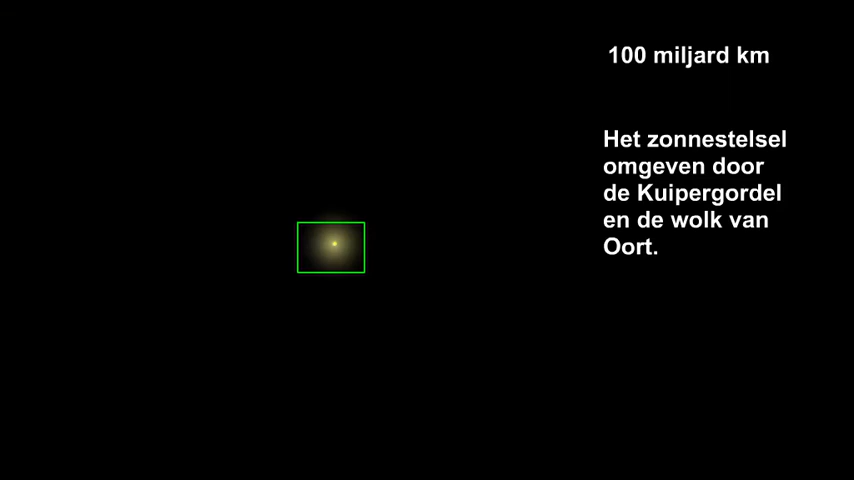 100 miljard km
Het zonnestelsel
omgeven door
de Kuipergordel
en de wolk van
Oort.